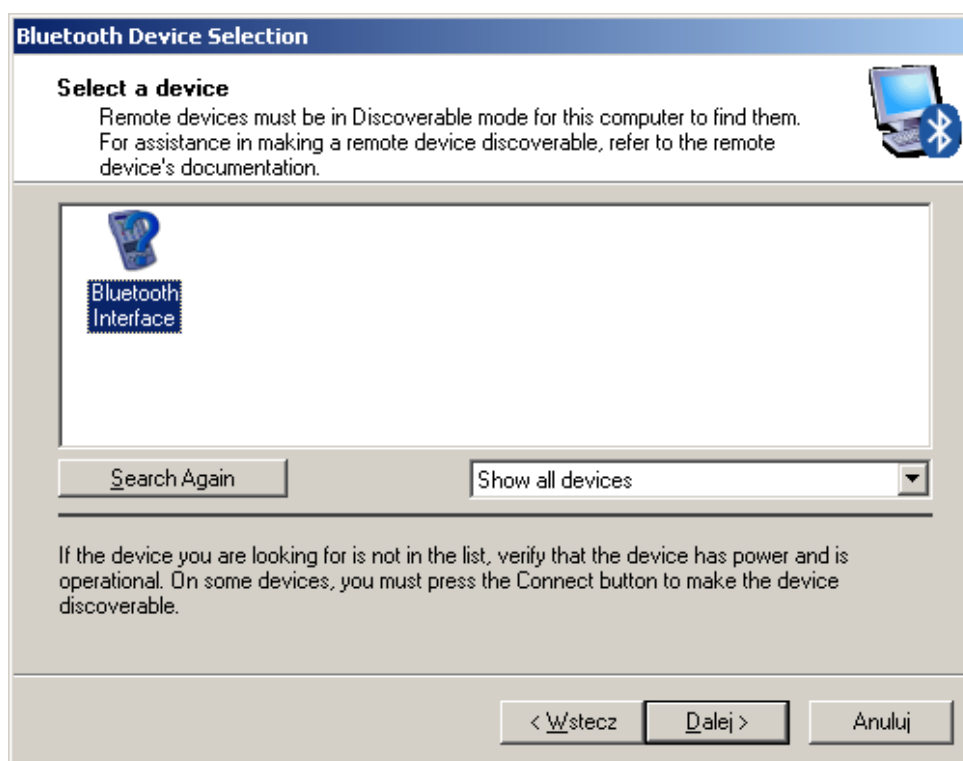 Bluetooth Device Selection
Select a device
Remote devices must be in Discoverable mode for this computer to find them.
For assistance in making a remote device discoverable, refer to the remote
device's documentation.
Bluetooth
Interface
Search Again
Show all devices
If the device you are looking for is not in the list, verify that the device has power and is
operational. On some devices, you must press the Connect button to make the device
discoverable.
< Wstecz
Dalej >
Anuluj